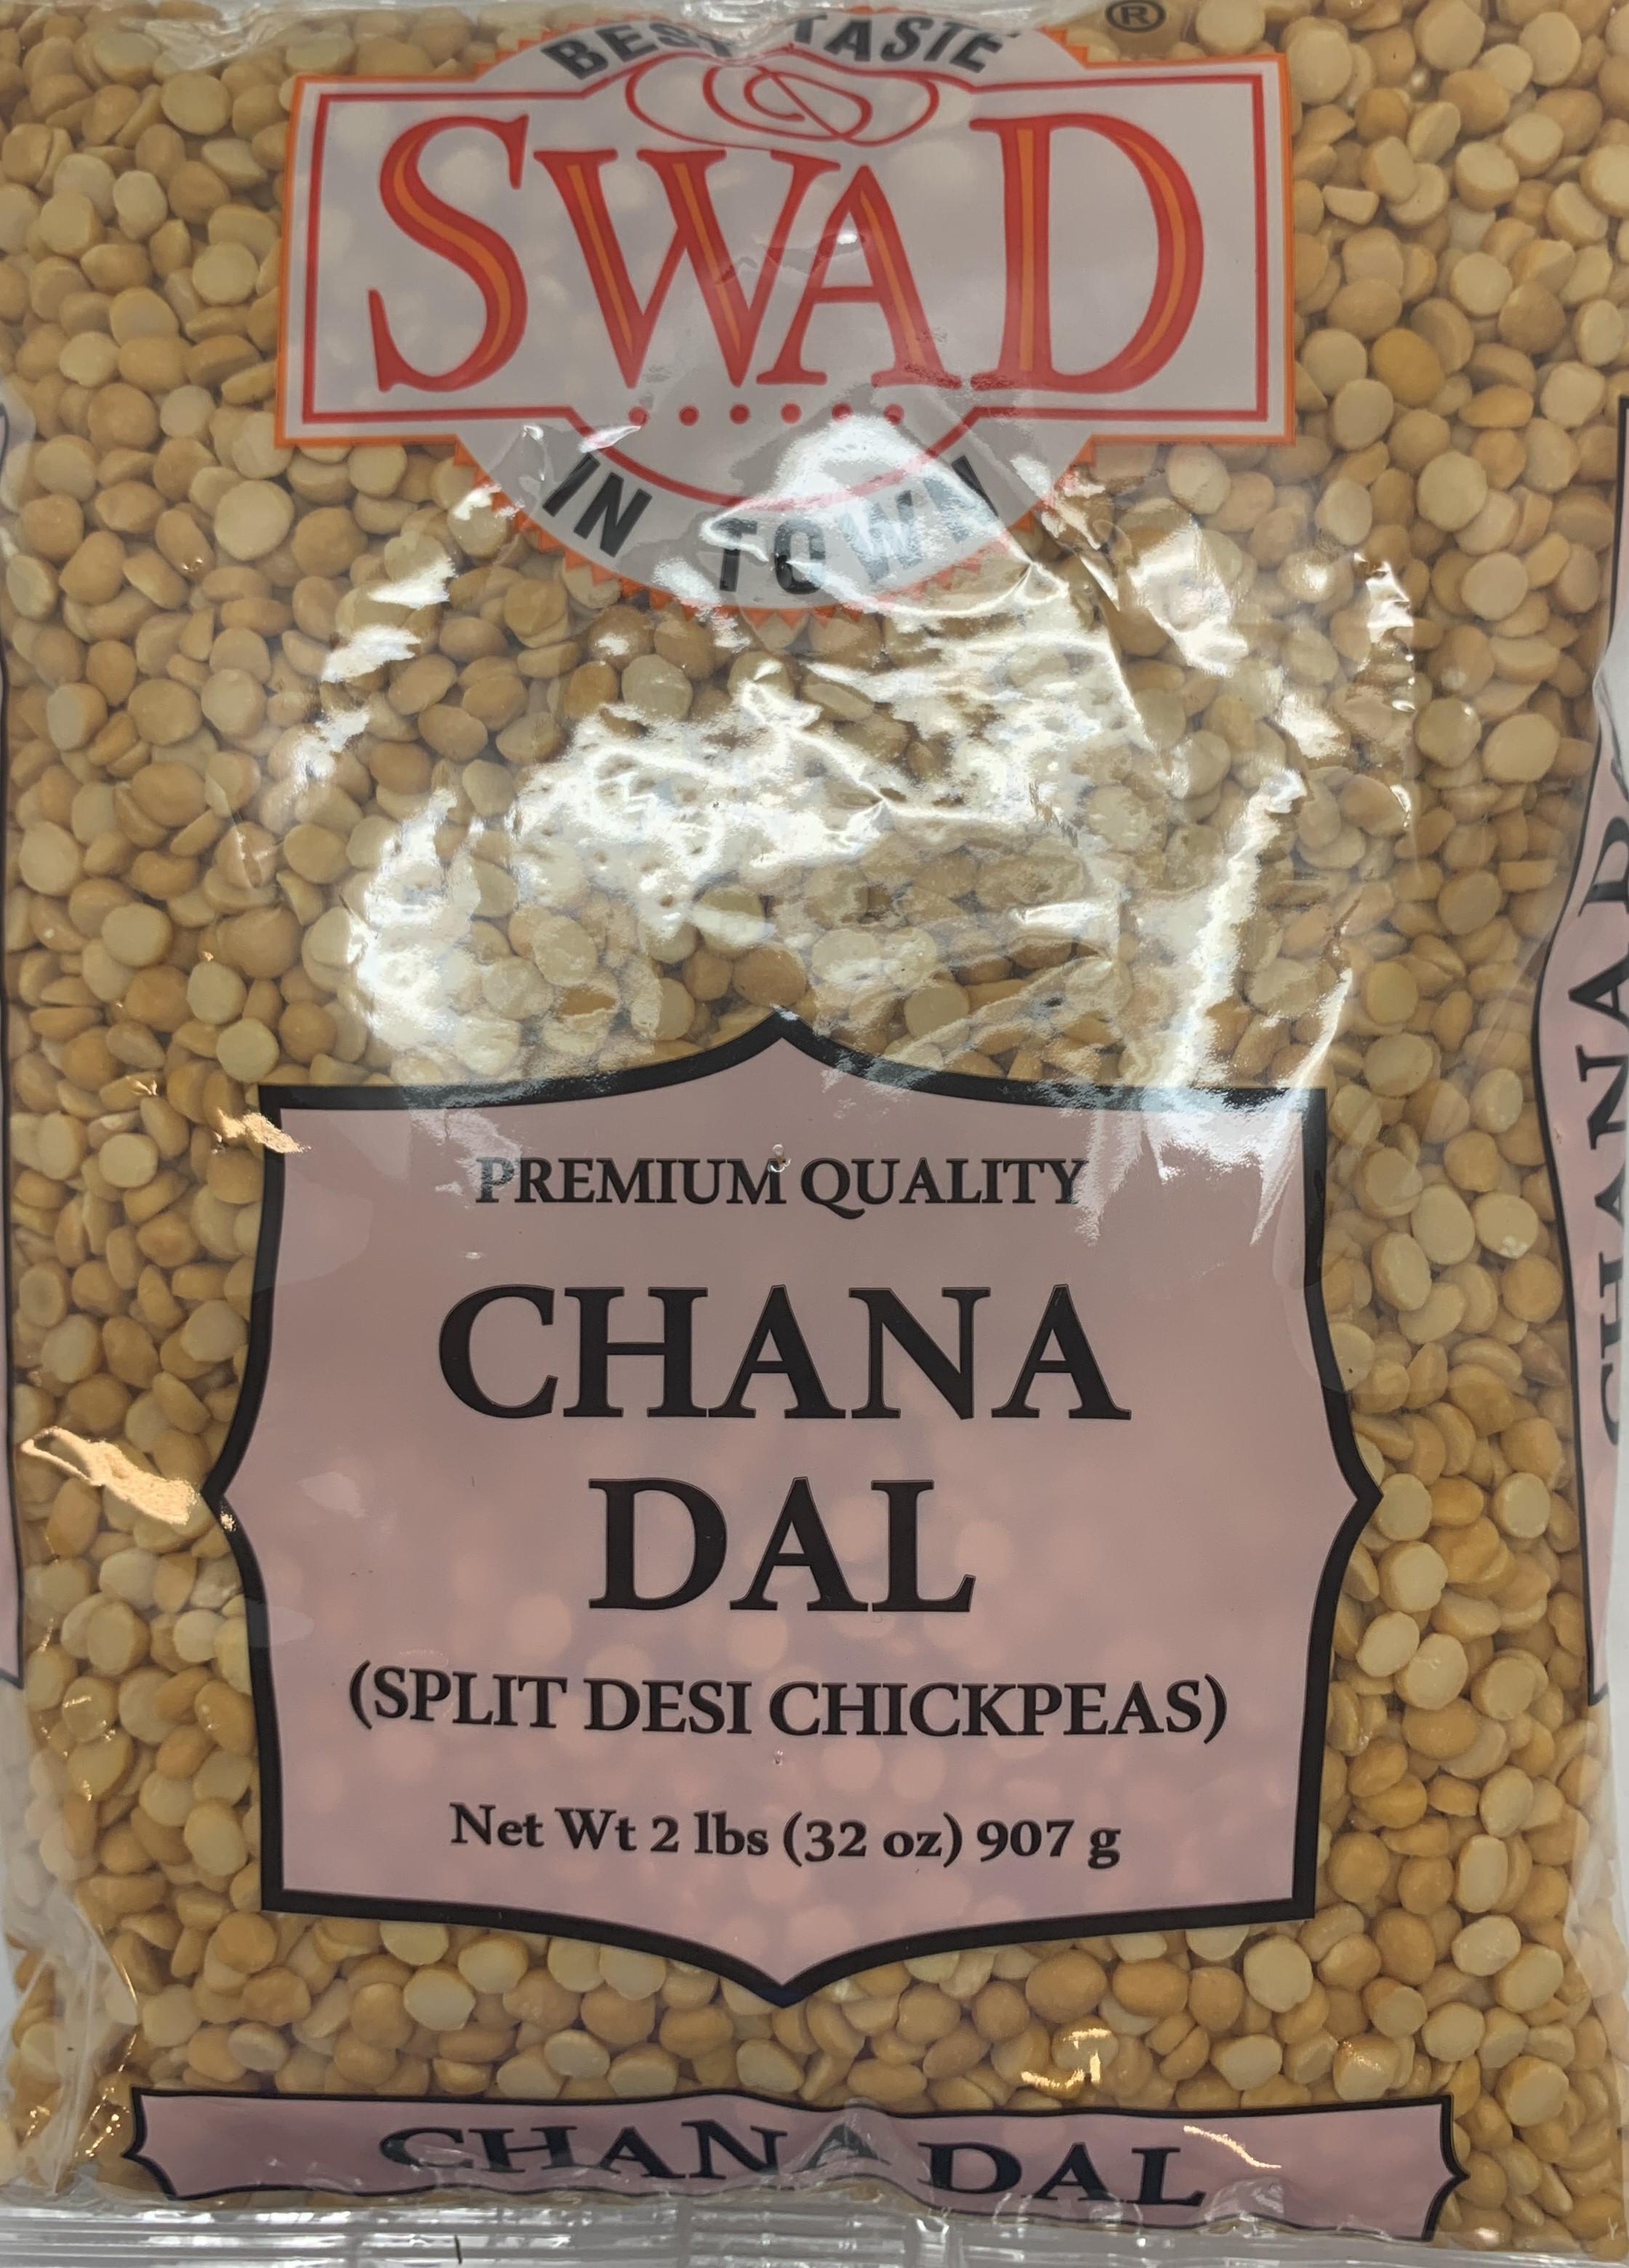 ®
BEST TASTE
SWAD
IN TOWN
PREMIUM QUALITY
CHANA
DAL
(SPLIT DESI CHICKPEAS)
Net Wt 2 lbs (32 oz) 907 g
CHANA DAL
CHANA